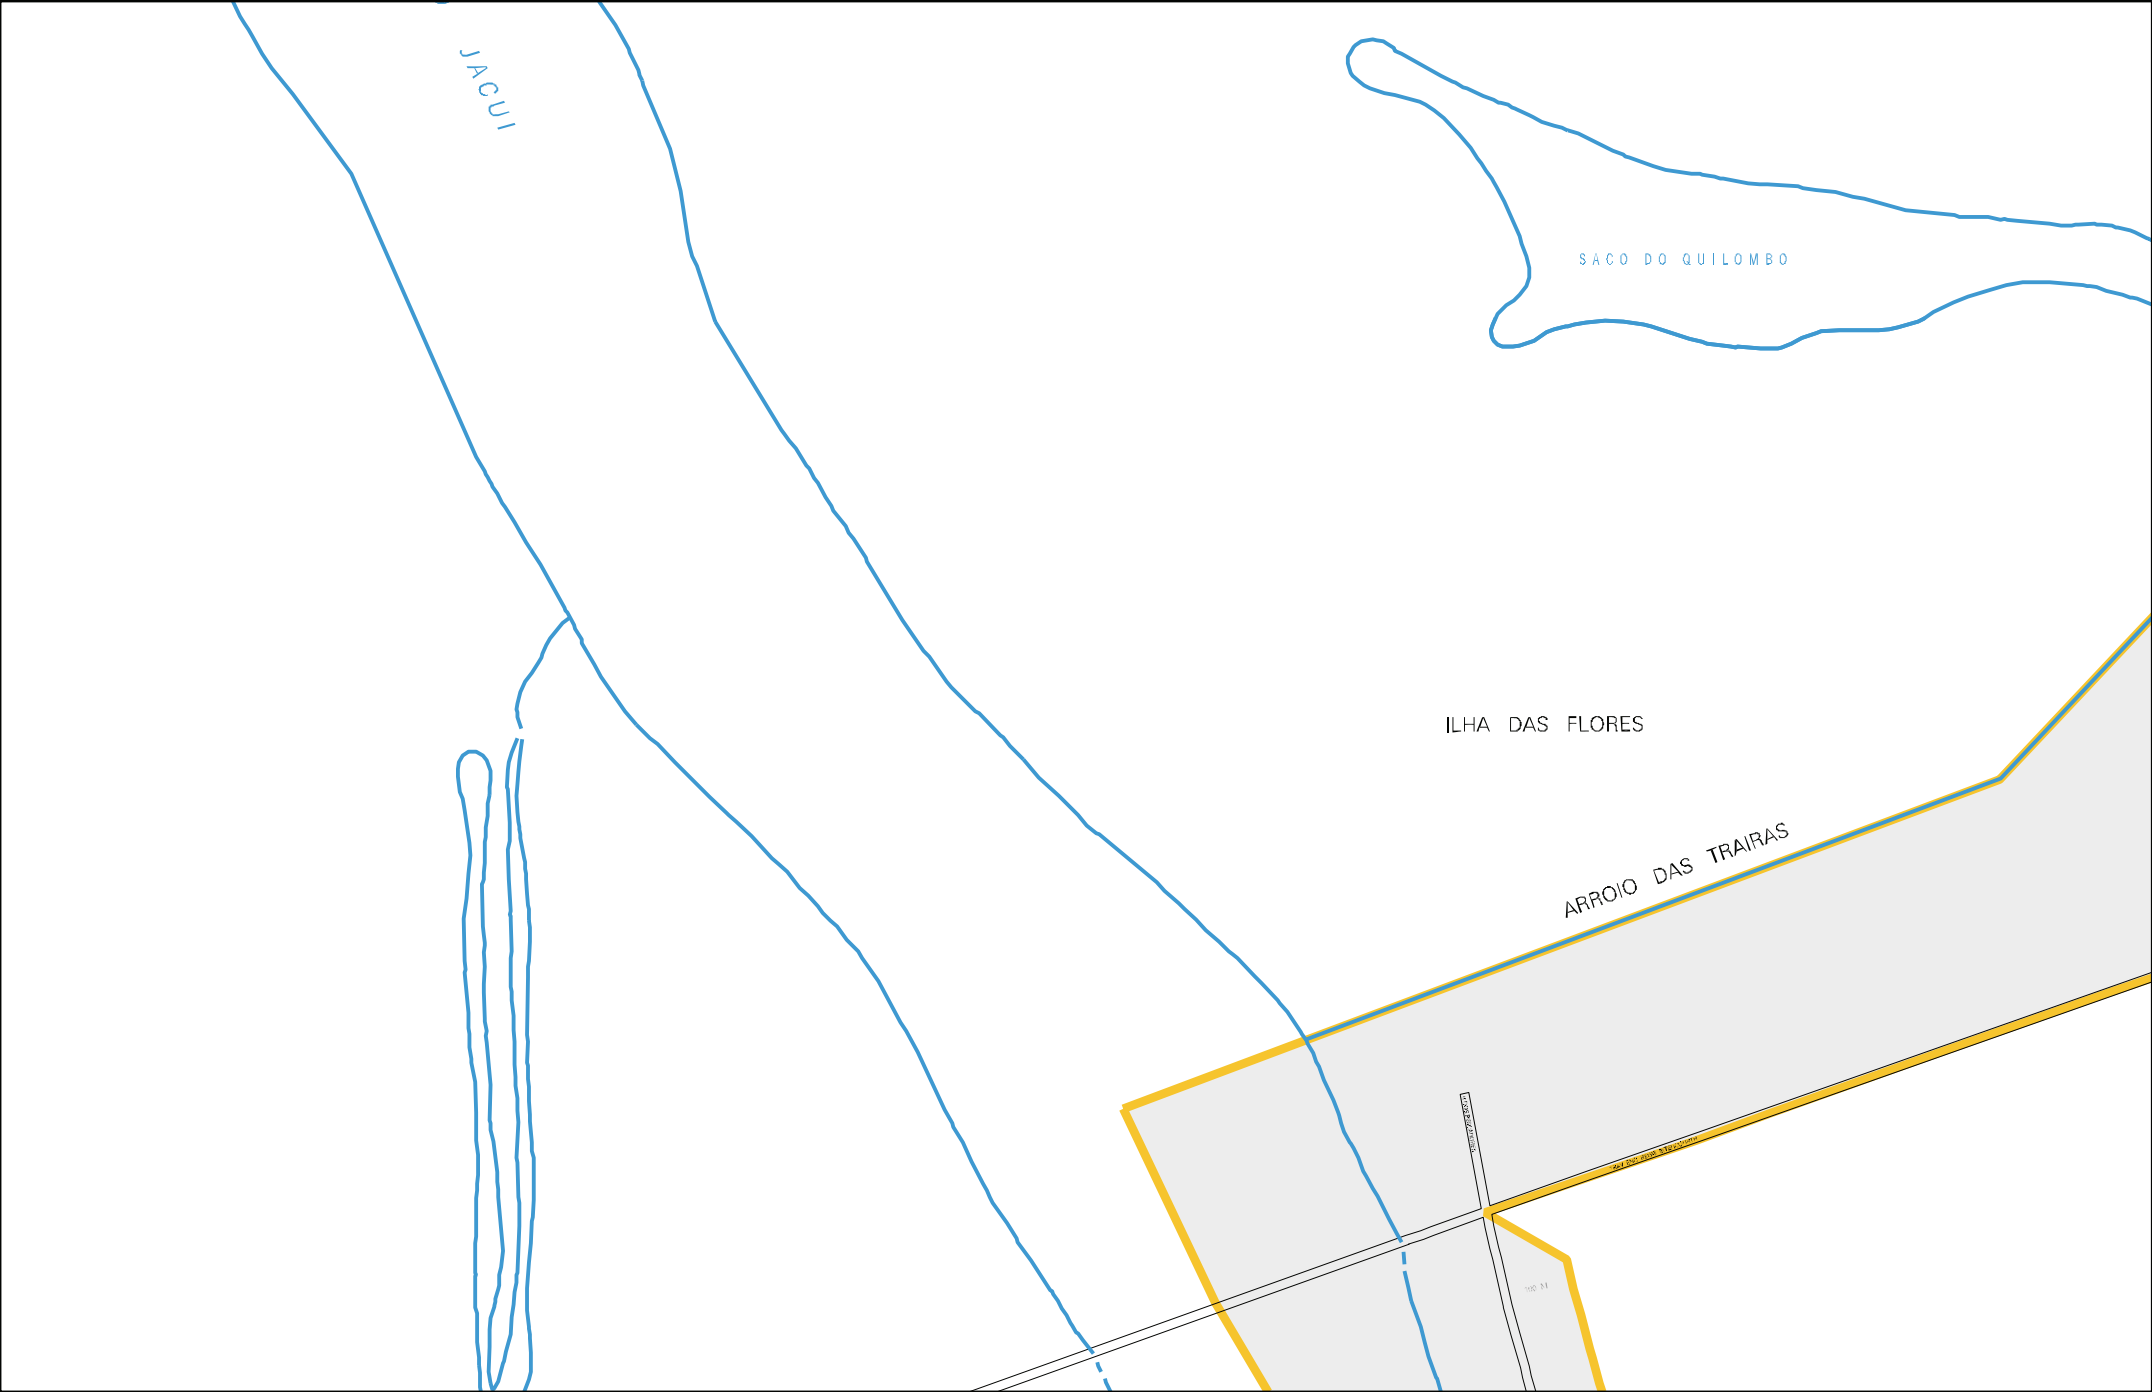 JACUI
SACO DO QUILOMBO
ILHA DAS FLORES
ARROIO DAS TRAIRAS